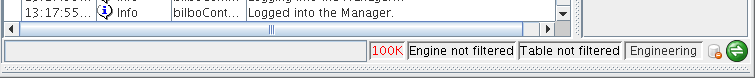 13:17:55... Info bilboCont... Logged into the Manager.
100K Engine not filtered Table not filtered Engineering